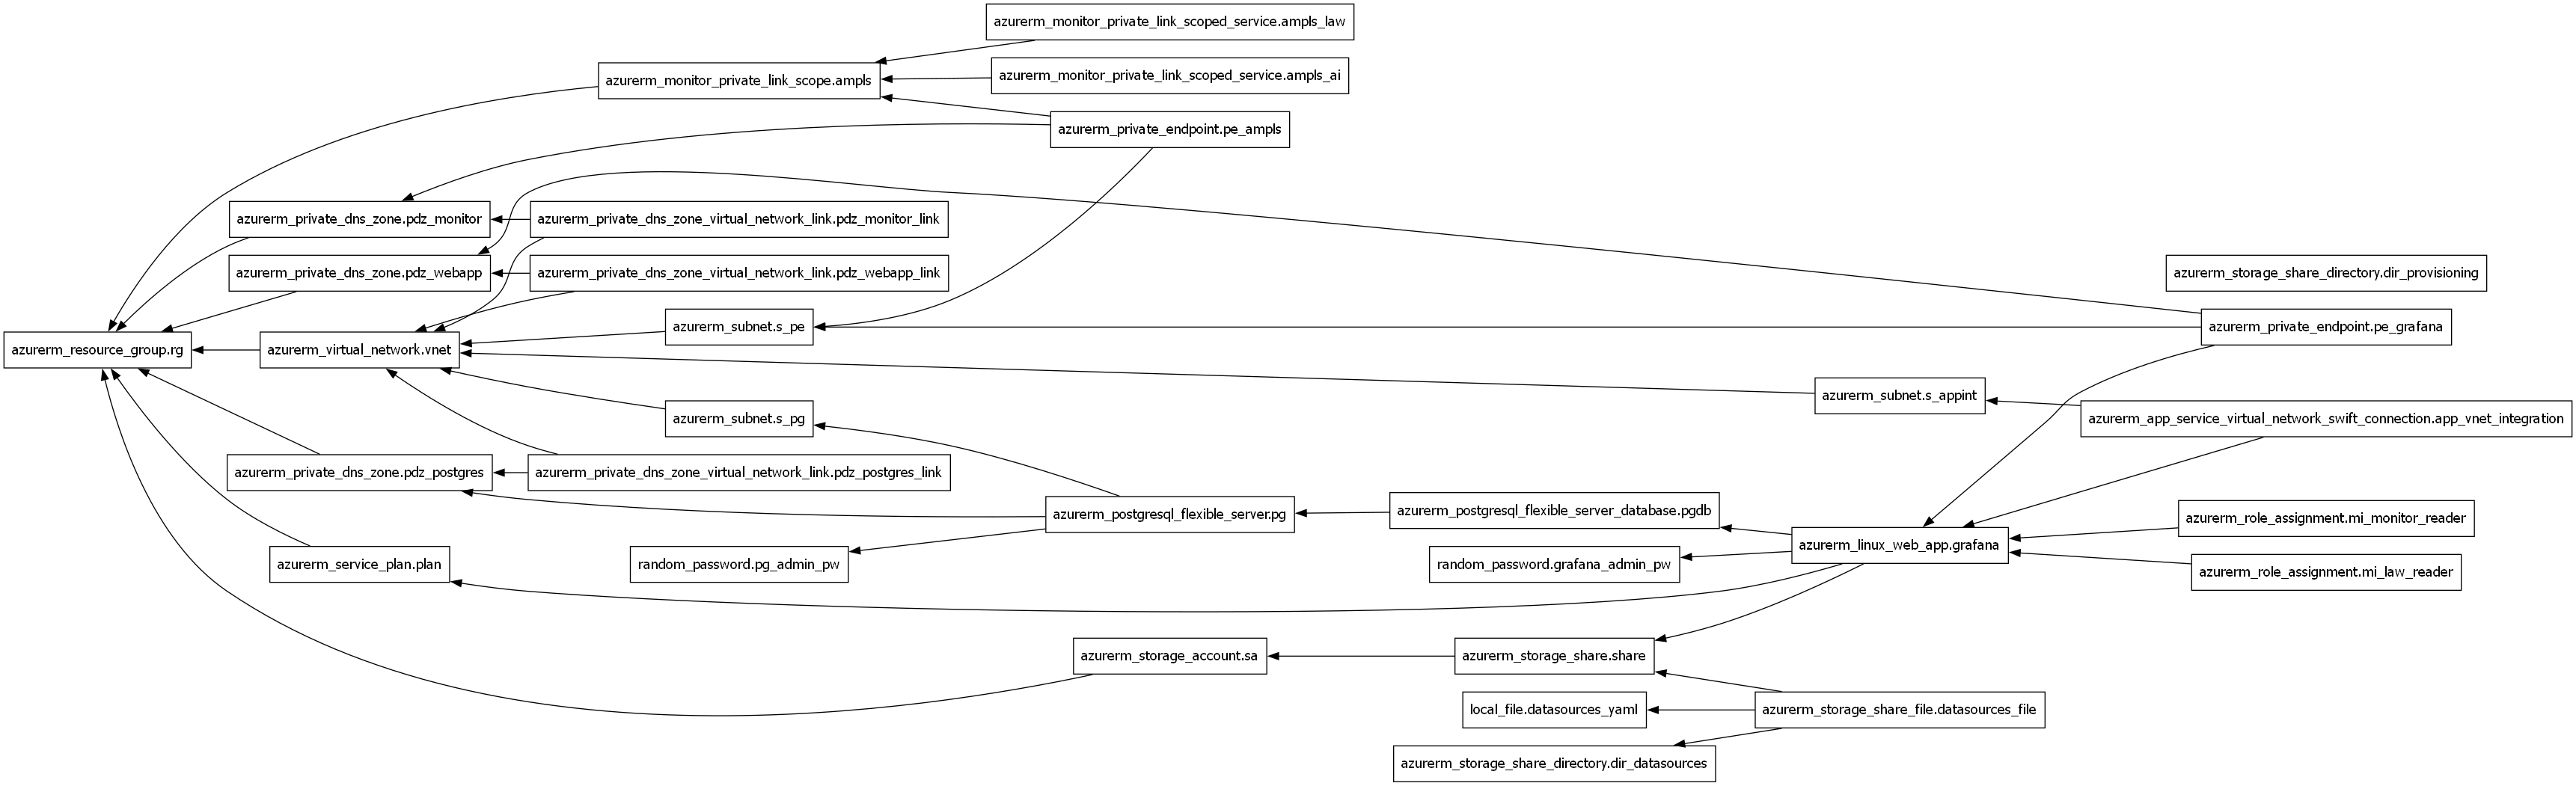 azurerm_monitor_private_link_scoped_service.ampls_law
azurerm_monitor_private_link_scope.ampls
azurerm_monitor_private_link_scoped_service.ampls_ai
azurerm_private_endpoint.pe_ampls
azurerm_private_dns_zone.pdz_monitor
azurerm_private_dns_zone_virtual_network_link.pdz_monitor_link
azurerm_private_dns_zone.pdz_webapp
azurerm_private_dns_zone_virtual_network_link.pdz_webapp_link
azurerm_storage_share_directory.dir_provisioning
azurerm_subnet.s_pe
azurerm_private_endpoint.pe_grafana
azurerm_resource_group.rg
azurerm_virtual_network.vnet
azurerm_subnet.s_appint
azurerm_subnet.s_pg
azurerm_app_service_virtual_network_swift_connection.app_vnet_integration
azurerm_private_dns_zone.pdz_postgres
azurerm_private_dns_zone_virtual_network_link.pdz_postgres_link
azurerm_postgresql_flexible_server.pg
azurerm_postgresql_flexible_server_database.pgdb
azurerm_role_assignment.mi_monitor_reader
azurerm_linux_web_app.grafana
azurerm_service_plan.plan
random_password.pg_admin_pw
random_password.grafana_admin_pw
azurerm_role_assignment.mi_law_reader
azurerm_storage_account.sa
azurerm_storage_share.share
local_file.datasources_yaml
azurerm_storage_share_file.datasources_file
azurerm_storage_share_directory.dir_datasources